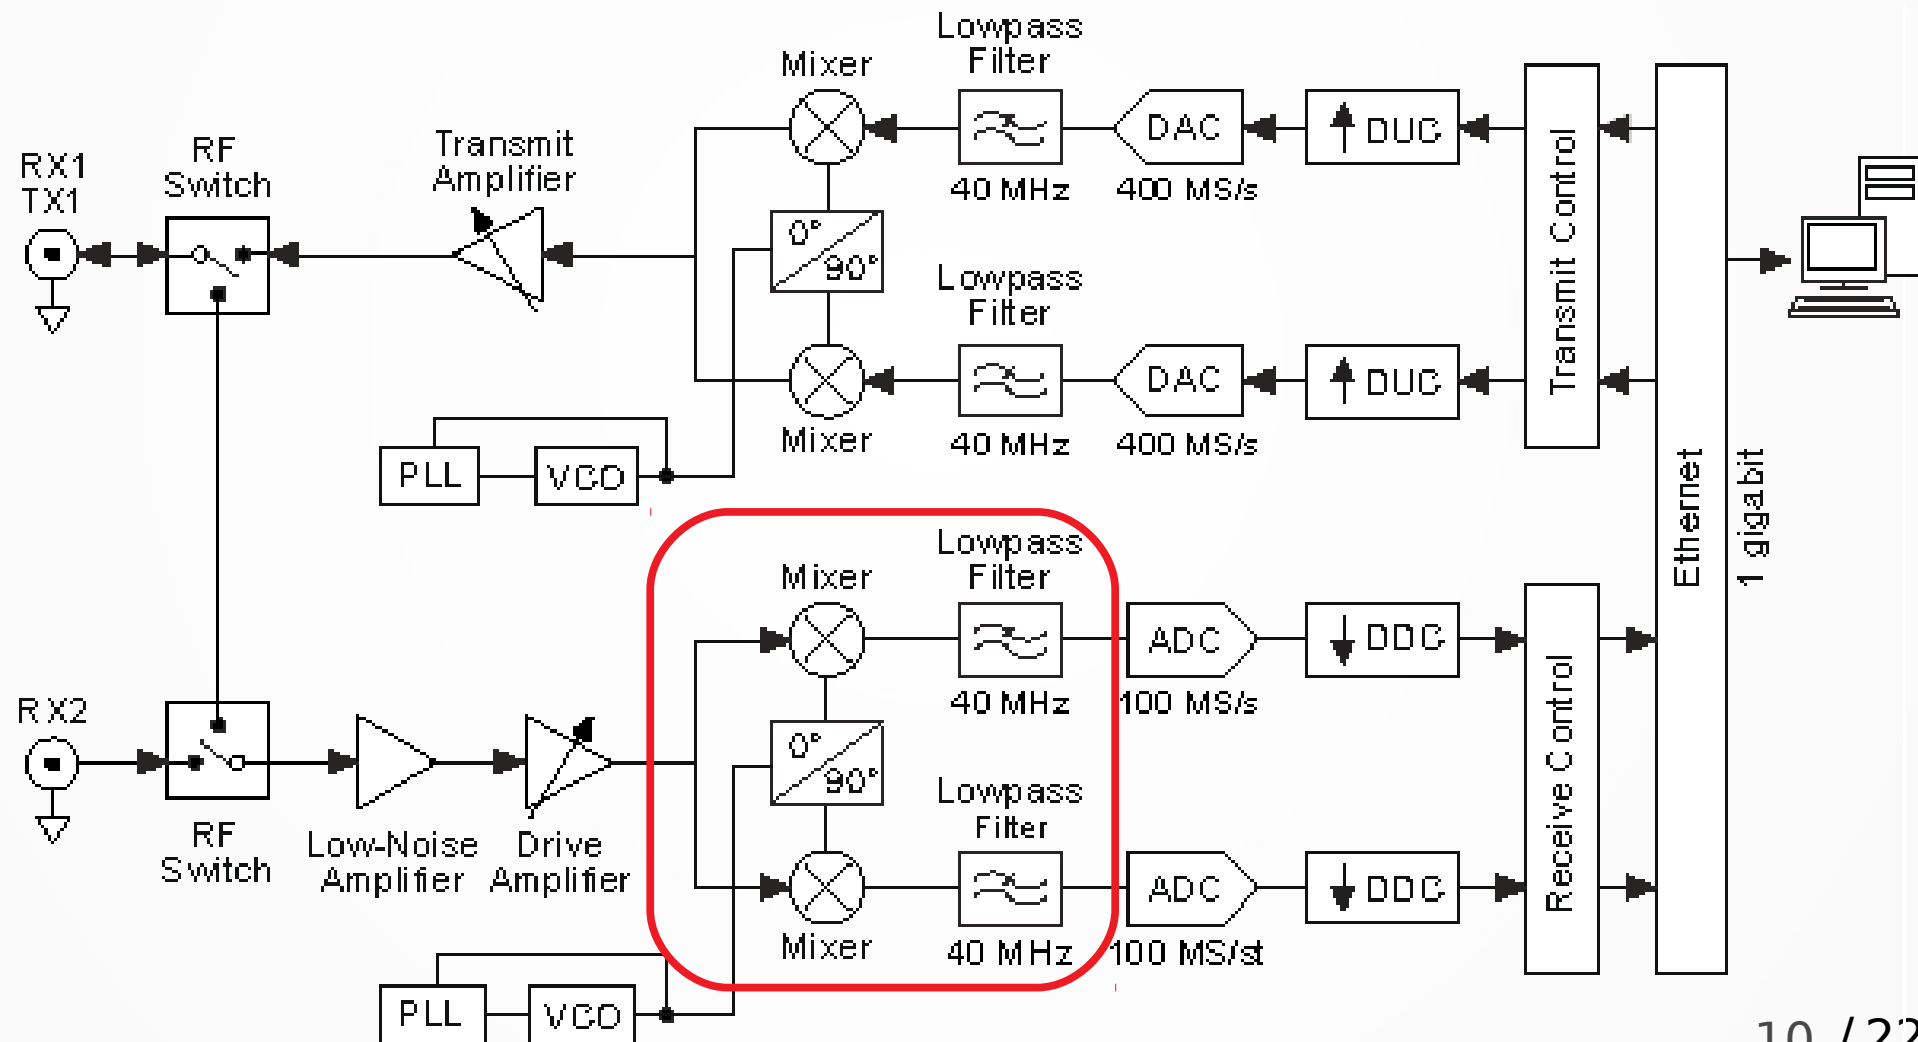 Lowpass
Filter
Mixer
DAC
DUC
40 MHz
400 MS/s
Transmit
Amplifier
RF
Switch
RX1
TX1
0°
90°
Lowpass
Filter
DAC
DUC
Mixer
40 MHz
400 MS/s
PLL
VCO
Transmit Control
Ethernet
1 gigabit
Lowpass
Filter
Mixer
ADC
DDC
40 MHz
100 MS/s
RX2
RF
Switch
Low-Noise
Amplifier
Drive
Amplifier
0°
90°
Lowpass
Filter
ADC
DDC
Mixer
40 MHz
100 MS/st
PLL
VCO
Receive Control
10 / 22